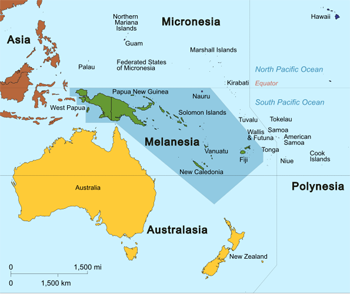 Micronesia
Hawaii
Northern
Mariana
Islands
Asia
Guam
Marshall Islands
Palau
Federated States
of Micronesia
North Pacific Ocean
Kirabati
Equator
Papua New Guinea
Nauru
West Papua
South Pacific Ocean
Solomon Islands
Tuvalu
Tokelau
Wallis
& Futuna
Samoa
American
Samoa
Melanesia
Vanuatu
Tonga
Fiji
Niue
Cook
Islands
New Caledonia
Australia
Polynesia
Australasia
New Zealand
0
1,500 mi
0
1,500 km